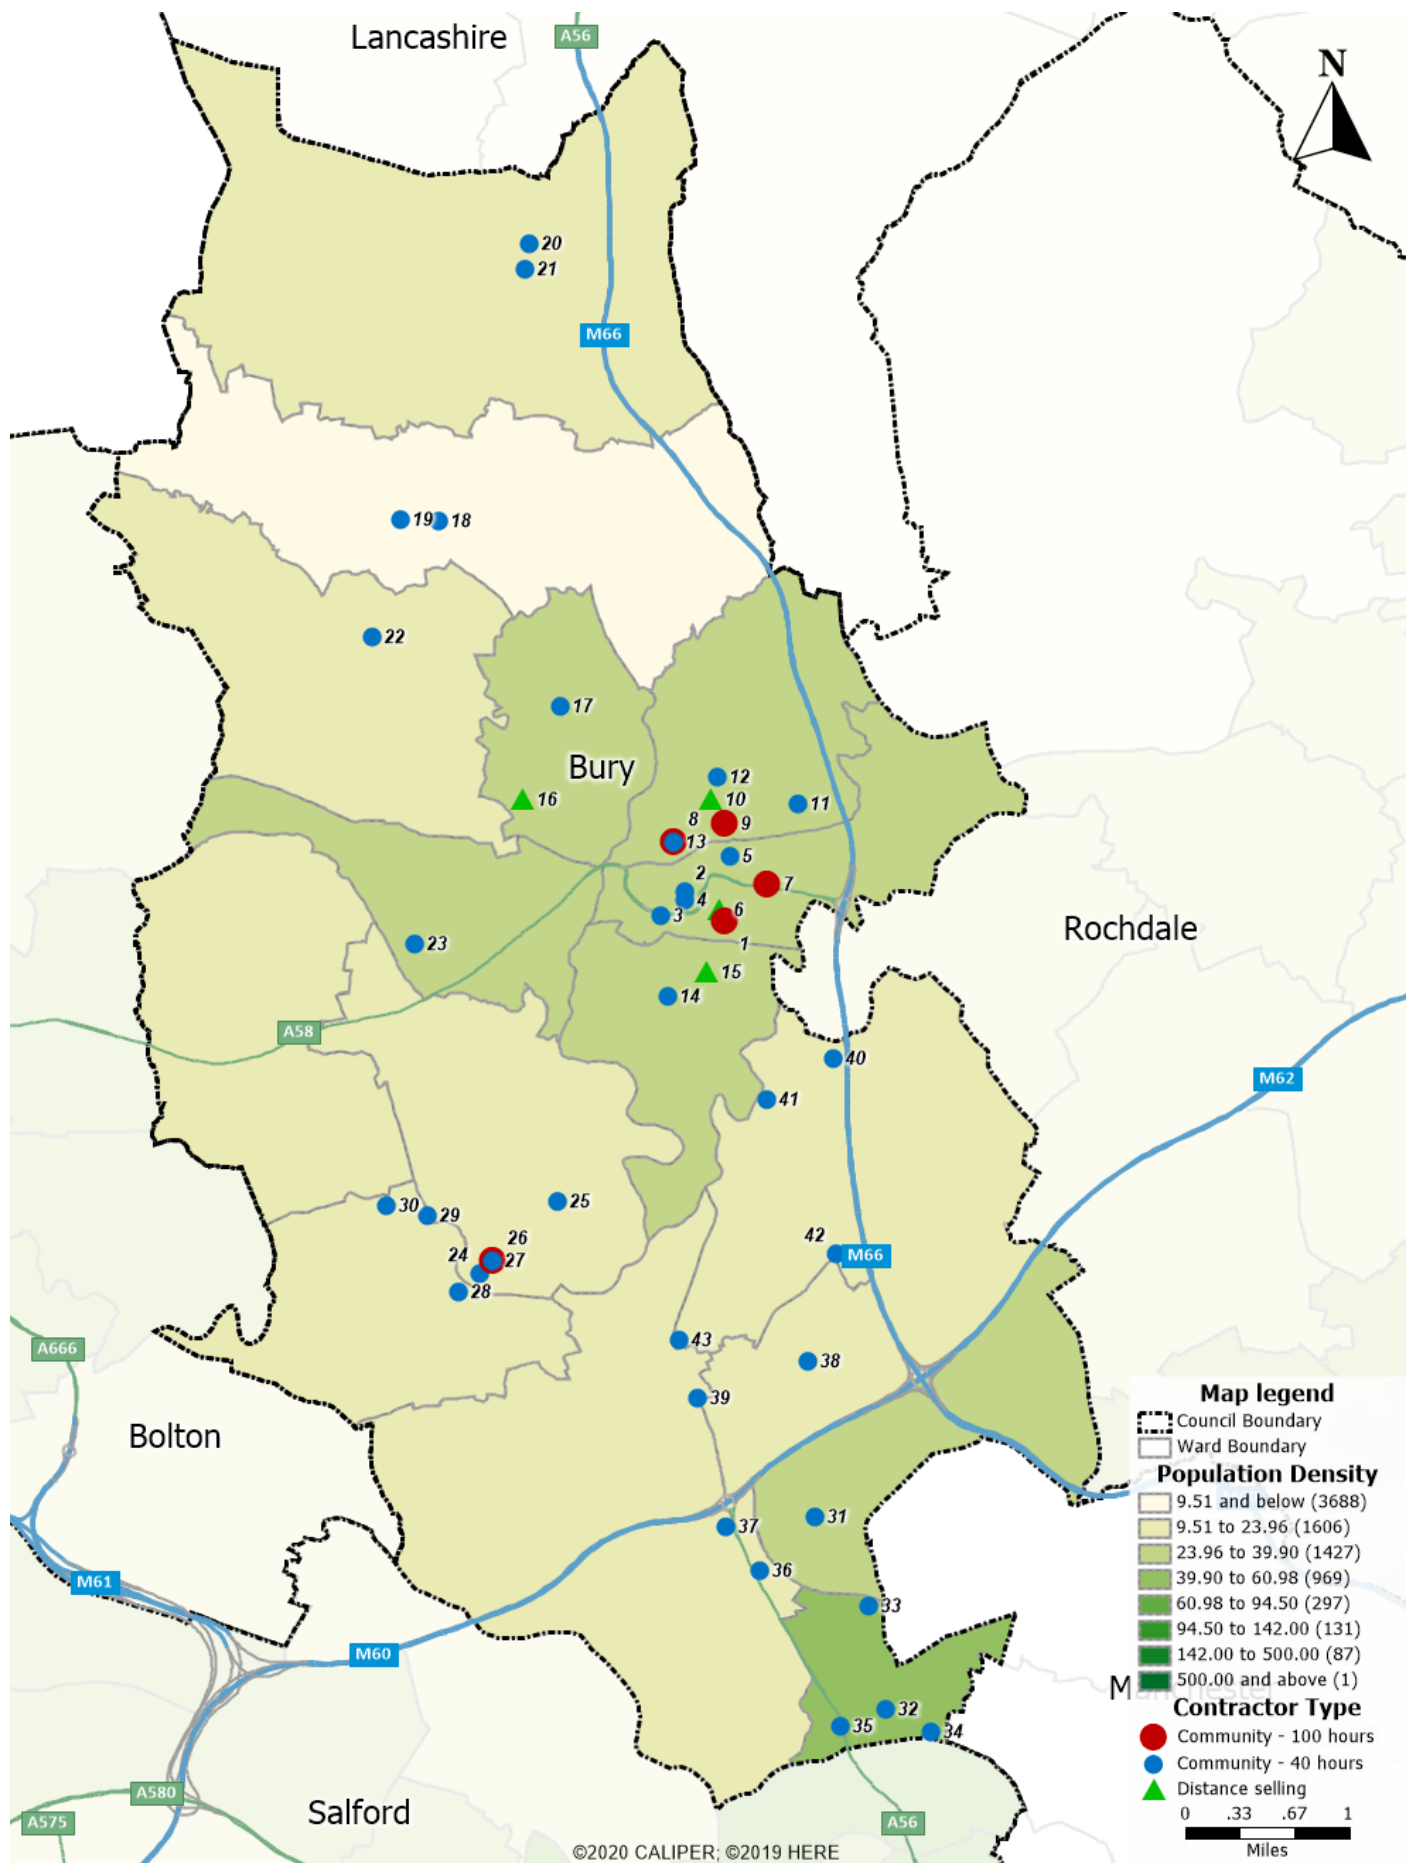 Lancashire
A56
N
20
21
M66
19
18
22
17
Bury
12
16
10
11
8
9
13
5
2
7
4
6
3
1
Rochdale
23
15
14
A58
40
M62
41
30
25
29
26
42
M66
24
27
28
43
A666
38
39
Bolton
31
37
M61
36
33
M60
32
35
34
A580
Salford
A575
A56
©2020 CALIPER; ©2019 HERE
Map legend
Council Boundary
Ward Boundary
Population Density
9.51 and below (3688)
9.51 to 23.96 (1606)
23.96 to 39.90 (1427)
39.90 to 60.98 (969)
60.98 to 94.50 (297)
94.50 to 142.00 (131)
142.00 to 500.00 (87)
500.00 and above (1)
Contractor Type
Community - 100 hours
Community - 40 hours
Distance selling
0 .33 .67 1
Miles